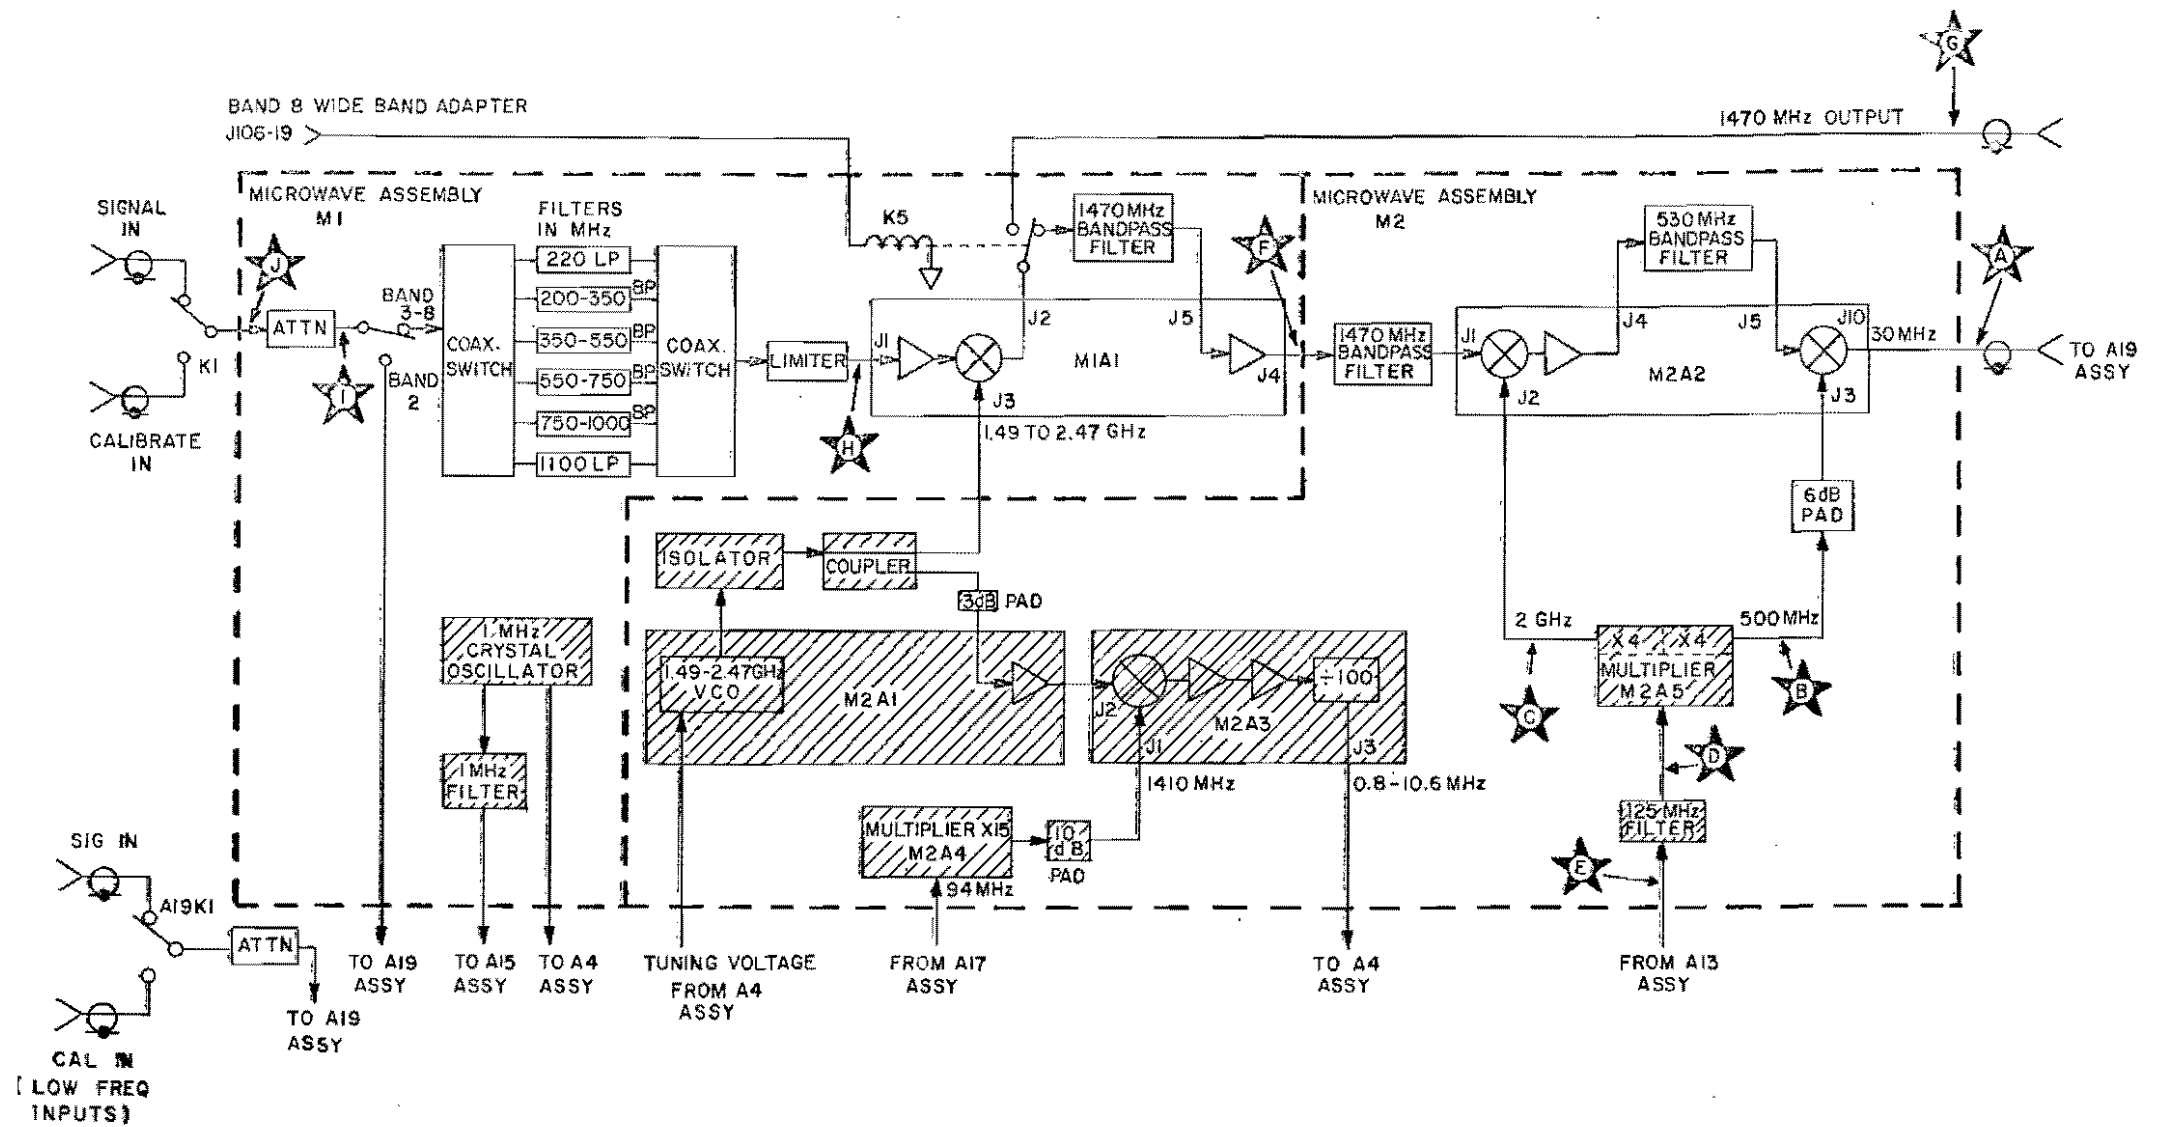 G
BAND 8 WIDE BAND ADAPTER
J106-19
1470 MHz OUTPUT
MICROWAVE ASSEMBLY
M1
MICROWAVE ASSEMBLY
M2
SIGNAL
IN
J
K1
CALIBRATE
IN
ATTN
I
BAND
3-8
BAND
2
COAX.
SWITCH
FILTERS
IN MHz
220 LP
200-350 BP
350-550 BP
550-750 BP
750-1000 BP
1100 LP
COAX.
SWITCH
LIMITER
H
K5
1470 MHz
BANDPASS
FILTER
F
J1
J2
J5
M1A1
J3
J4
1.49 TO 2.47 GHz
1470 MHz
BANDPASS
FILTER
530 MHz
BANDPASS
FILTER
A
J1
J4
J5
J10
J2
M2A2
J3
30 MHz
TO A19
ASSY
6dB
PAD
ISOLATOR
COUPLER
3dB PAD
2 GHz
500 MHz
X4 X4
MULTIPLIER
M2A5
C
B
D
1 MHz
CRYSTAL
OSCILLATOR
1.49-2.47GHz
VCO
M2A1
J2
÷100
M2A3
J1
J3
1 MHz
FILTER
1410 MHz
0.8-10.6 MHz
125 MHz
FILTER
E
MULTIPLIER X15
M2A4
10
dB
PAD
94 MHz
SIG IN
A19K1
ATTN
TO A19
ASSY
CAL IN
(LOW FREQ
INPUTS)
TO A19
ASSY
TO A15
ASSY
TO A4
ASSY
TUNING VOLTAGE
FROM A4
ASSY
FROM A17
ASSY
TO A4
ASSY
FROM A13
ASSY